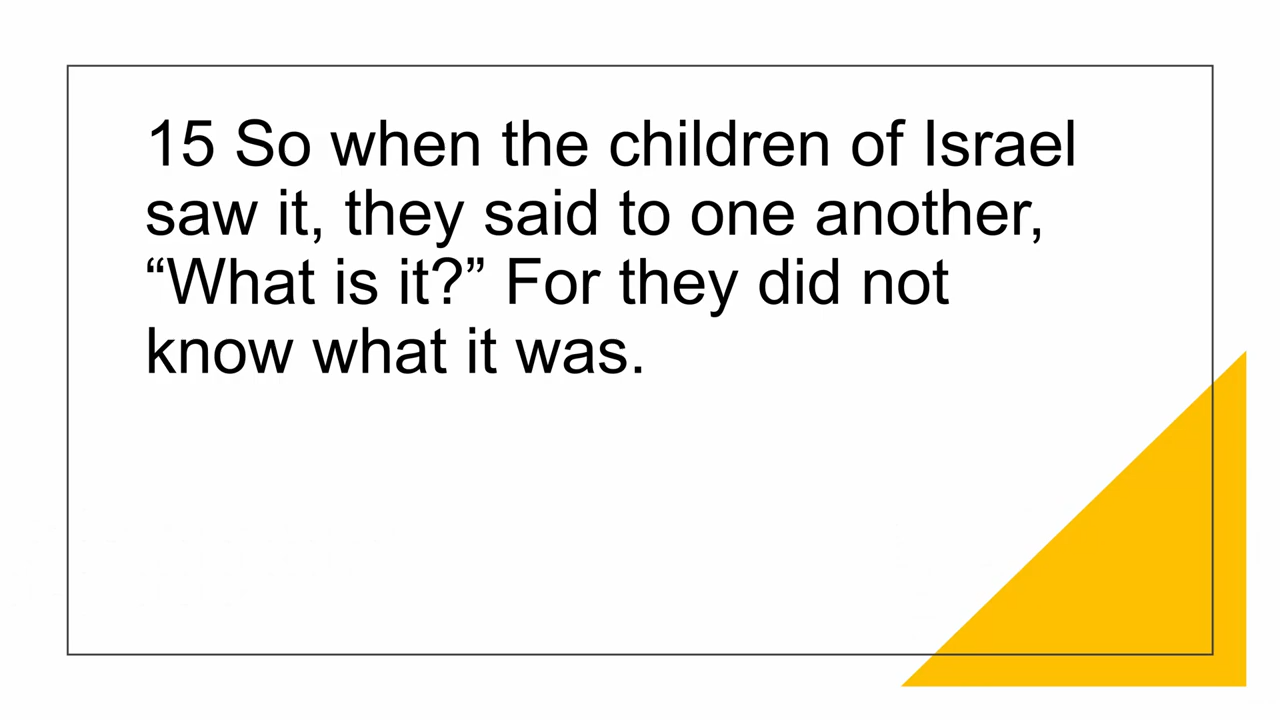 15 So when the children of Israel
saw it, they said to one another,
“What is it?” For they did not
know what it was.